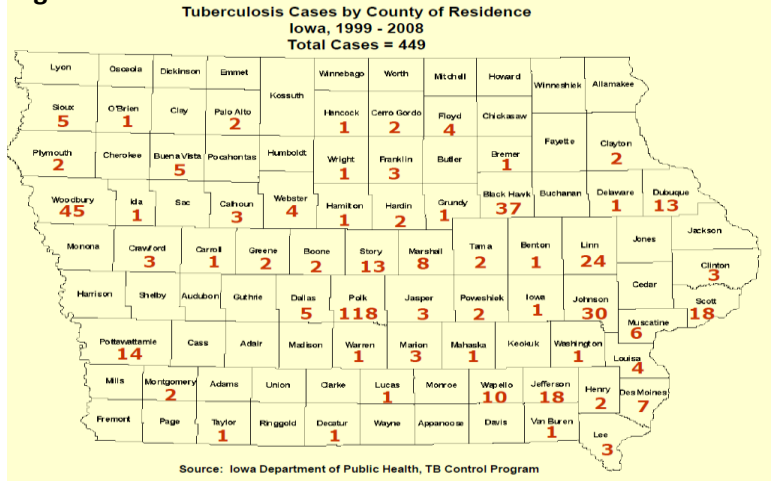 Tuberculosis Cases by County of Residence
Iowa, 1999 - 2008
Total Cases = 449
Lyon Osceola Dickinson Emmet Winnebago Worth Mitchell Howard
Kossuth Winneshiek Allamakee
Sioux O'Brien Clay Palo Alto Hancock Cerro Gordo Floyd Chickasaw
5 1 2 1 2 4
Fayette Clayton
2
Plymouth Cherokee Buena Vista Pocahontas Humboldt Wright Franklin Butler Bremer
2 5 1 3 1
Woodbury Ida Sac Calhoun Webster Hamilton Hardin Grundy Black Hawk Buchanan Delaware Dubuque
45 1 3 4 1 2 1 37 1 13
Monona Crawford Carroll Greene Boone Story Marshall Tama Benton Linn Jones Jackson
3 1 2 2 13 8 2 1 24
Clinton
3
Harrison Shelby Audubon Guthrie Dallas Polk Jasper Poweshiek Iowa Johnson Cedar Scott
5 118 3 2 1 30 18
Muscatine
6
Pottawattamie Cass Adair Madison Warren Marion Mahaska Keokuk Washington
14 1 3 1 1
Louisa
4
Mills Montgomery Adams Union Clarke Lucas Monroe Wapello Jefferson Henry Des Moines
2 1 10 18 2 7
Fremont Page Taylor Ringgold Decatur Wayne Appanoose Davis Van Buren Lee
1 1 1 3
Source: Iowa Department of Public Health, TB Control Program